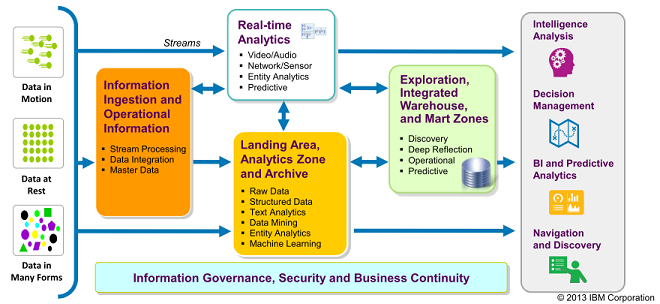 Data in
Motion
Data at
Rest
Data in
Many Forms
Streams
Information
Ingestion and
Operational
Information
• Stream Processing
• Data Integration
• Master Data
Real-time
Analytics
• Video/Audio
• Network/Sensor
• Entity Analytics
• Predictive
Landing Area,
Analytics Zone
and Archive
• Raw Data
• Structured Data
• Text Analytics
• Data Mining
• Entity Analytics
• Machine Learning
Exploration,
Integrated
Warehouse,
and Mart Zones
• Discovery
• Deep Reflection
• Operational
• Predictive
Intelligence
Analysis
Decision
Management
BI and Predictive
Analytics
Navigation
and Discovery
Information Governance, Security and Business Continuity
© 2013 IBM Corporation